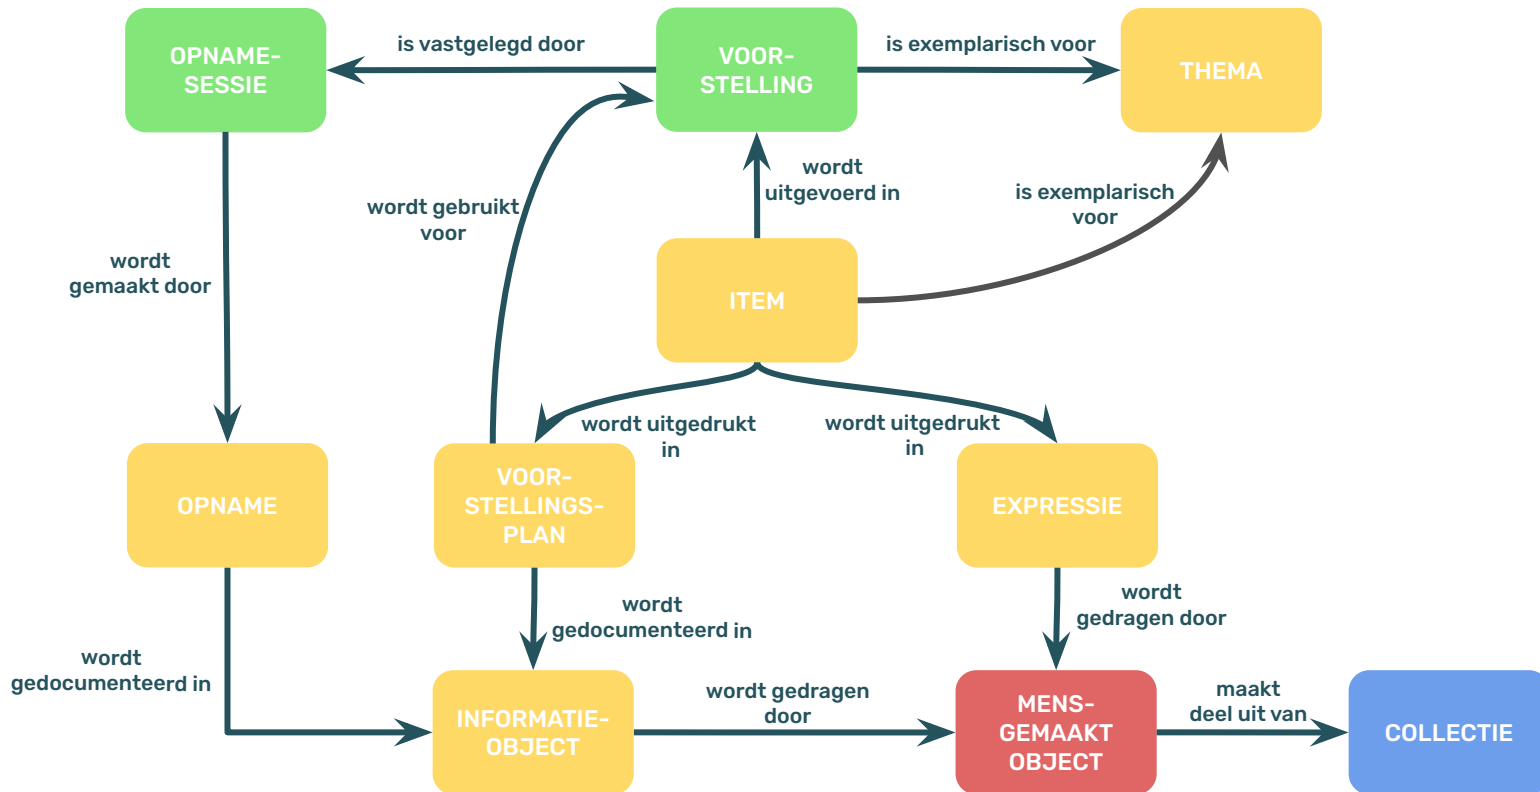 OPNAME-
SESSIE
is vastgelegd door
VOOR-
STELLING
is exemplarisch voor
THEMA
wordt
uitgevoerd in
wordt gebruikt
voor
is exemplarisch
voor
wordt
gemaakt door
ITEM
wordt uitgedrukt
in
wordt uitgedrukt
in
OPNAME
VOOR-
STELLINGS-
PLAN
EXPRESSIE
wordt
gedocumenteerd in
wordt
gedragen door
wordt
gedocumenteerd in
INFORMATIE-
OBJECT
wordt gedragen
door
MENS-
GEMAAKT
OBJECT
maakt
deel uit van
COLLECTIE